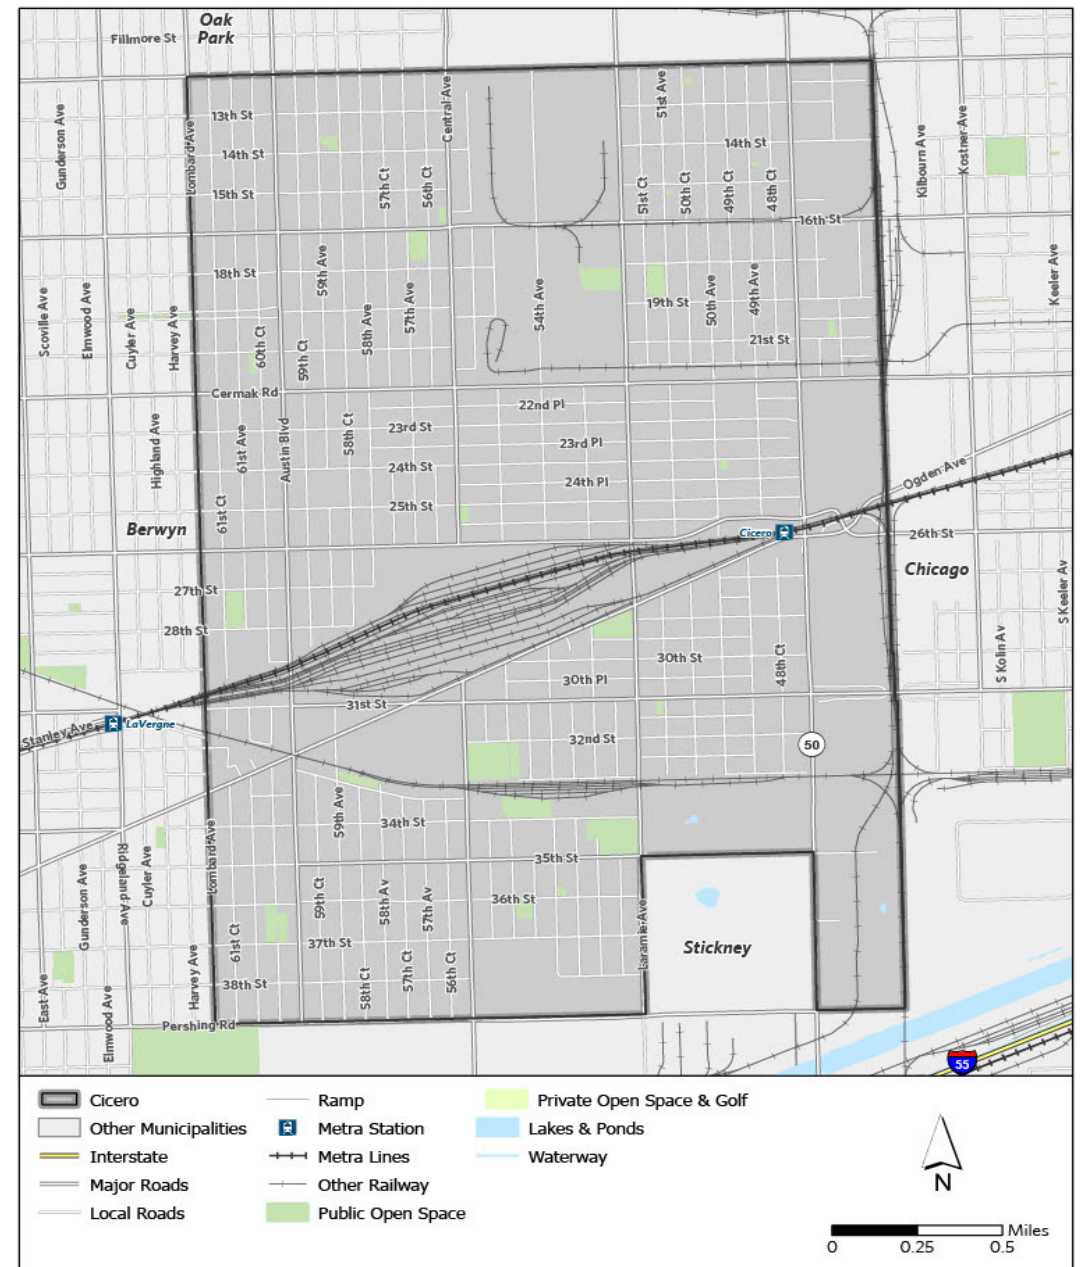 Oak
Park
Fillmore St
Central Ave
51st Ave
Gunderson Ave
Lombard Ave
Kilbourn Ave
Kostner Ave
13th St
14th St
14th St
15th St
57th Ct
56th Ct
51st Ct
50th Ct
49th Ct
48th Ct
16th St
Keeler Ave
18th St
59th Ave
54th Ave
50th Ave
49th Ave
19th St
Scoville Ave
Elmwood Ave
Cuyler Ave
Harvey Ave
60th Ct
59th Ct
58th Ave
57th Ave
21st St
Cermak Rd
22nd Pl
Highland Ave
61st Ave
Austin Blvd
58th Ct
23rd St
23rd Pl
24th St
24th Pl
Ogden Ave
61st Ct
25th St
Berwyn
Cicero
26th St
Chicago
27th St
28th St
S Keeler Av
S Kolin Av
30th St
48th Ct
30th Pl
31st St
Stanley Ave
LaVergne
32nd St
50
59th Ave
34th St
Lombard Ave
Ridgeland Ave
Cuyler Ave
35th St
Gunderson Ave
59th Ct
58th Av
57th Av
36th St
Laramie Ave
61st Ct
37th St
Stickney
East Ave
Elmwood Ave
Harvey Ave
38th St
58th Ct
57th Ct
56th Ct
Pershing Rd
55
Cicero
Other Municipalities
Interstate
Major Roads
Local Roads
Ramp
Metra Station
Metra Lines
Other Railway
Public Open Space
Private Open Space & Golf
Lakes & Ponds
Waterway
N
Miles
0 0.25 0.5